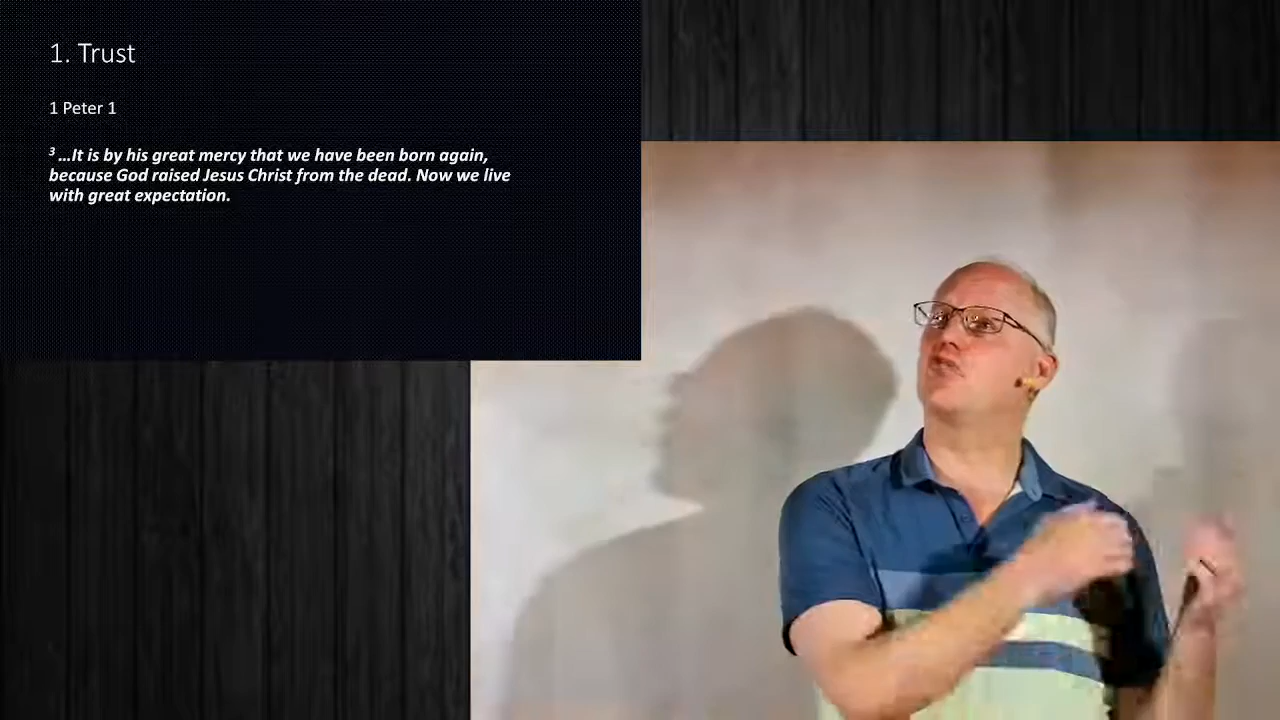 1. Trust
1 Peter 1
3 ...It is by his great mercy that we have been born again,
because God raised Jesus Christ from the dead. Now we live
with great expectation.